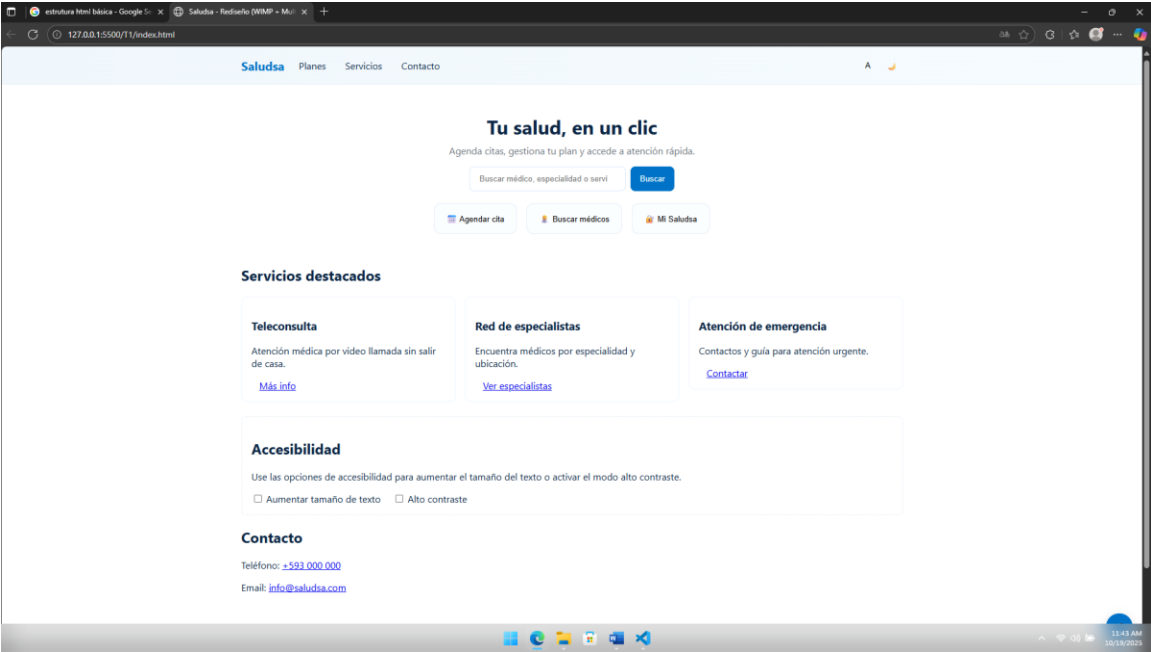 estrutura html básica - Google Se
Saludsa - Rediseño (WIMP + Mult
127.0.0.1:5500/T1/index.html
Saludsa Planes Servicios Contacto A
Tu salud, en un clic
Agenda citas, gestiona tu plan y accede a atención rápida.
Buscar médico, especialidad o servi Buscar
Agendar cita Buscar médicos Mi Saludsa
Servicios destacados
Teleconsulta
Atención médica por video llamada sin salir
de casa.
Más info
Red de especialistas
Encuentra médicos por especialidad y
ubicación.
Ver especialistas
Atención de emergencia
Contactos y guía para atención urgente.
Contactar
Accesibilidad
Use las opciones de accesibilidad para aumentar el tamaño del texto o activar el modo alto contraste.
Aumentar tamaño de texto Alto contraste
Contacto
Teléfono: +593 000 000
Email: info@saludsa.com
11:43 AM
10/19/2025